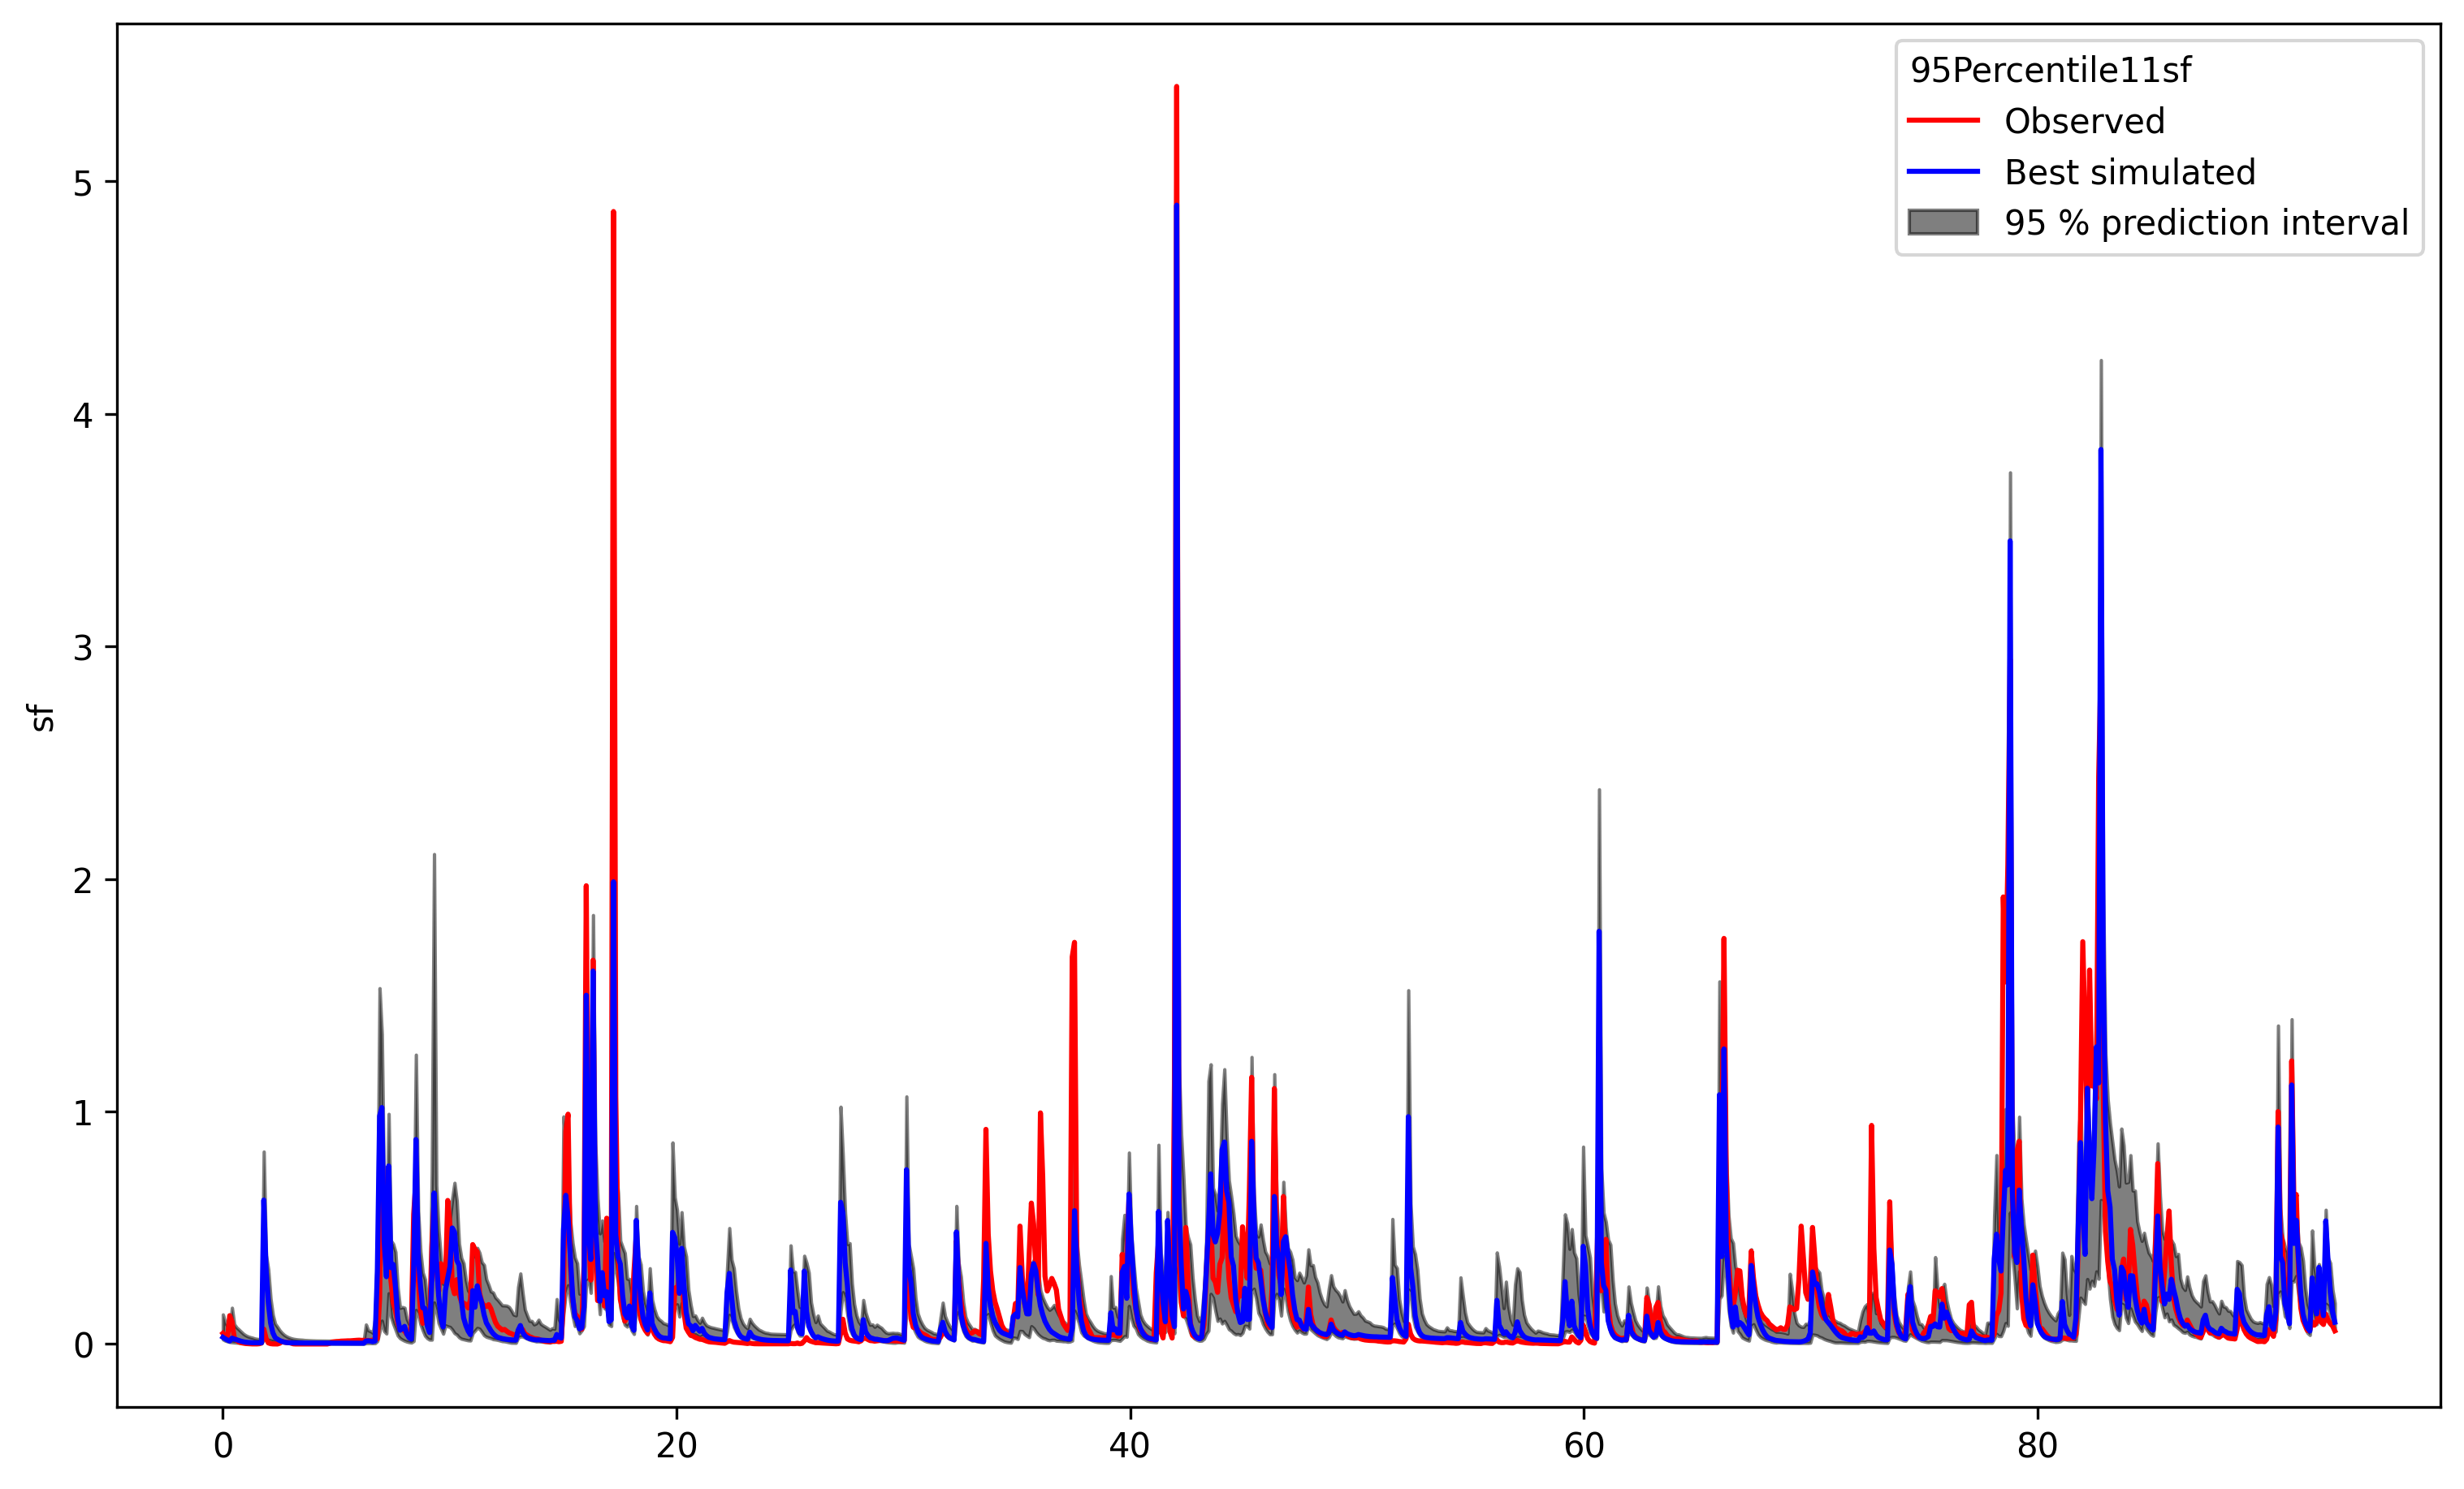 95Percentile11sf
Observed
Best simulated
95 % prediction interval
5
4
3
2
1
0
sf
0 20 40 60 80